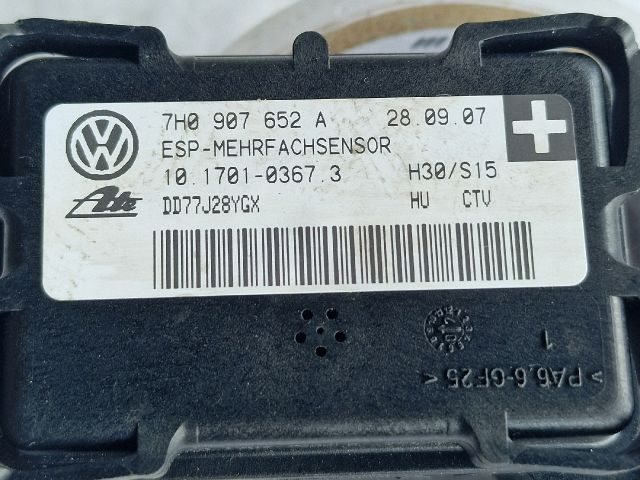 7H0 907 652 A 28.09.07
ESP-MEHRFACHSENSOR
10.1701-0367.3 H30/S15
Ate DD77J28YGX HU CTV
1
>PA6.6-GF25<